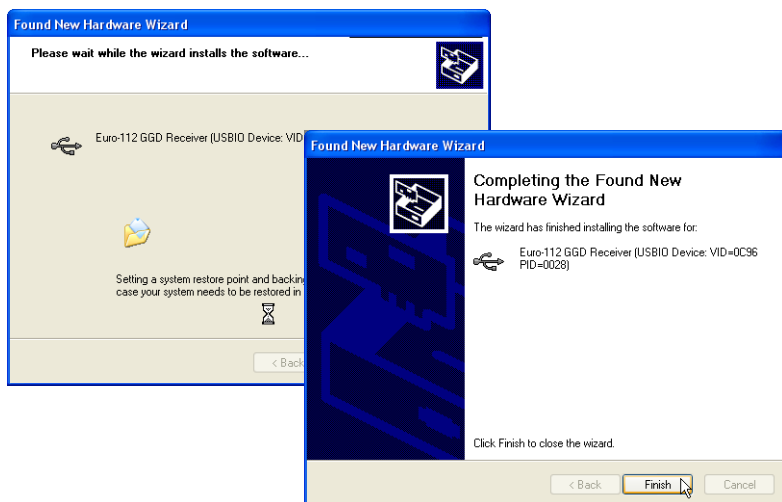 Found New Hardware Wizard
Please wait while the wizard installs the software...
Euro-112 GGD Receiver (USBIO Device: VID
Setting a system restore point and backing
case your system needs to be restored in
< Back
Found New Hardware Wizard
Completing the Found New
Hardware Wizard
The wizard has finished installing the software for:
Euro-112 GGD Receiver (USBIO Device: VID=0C96
PID=0028)
Click Finish to close the wizard.
< Back
Finish
Cancel